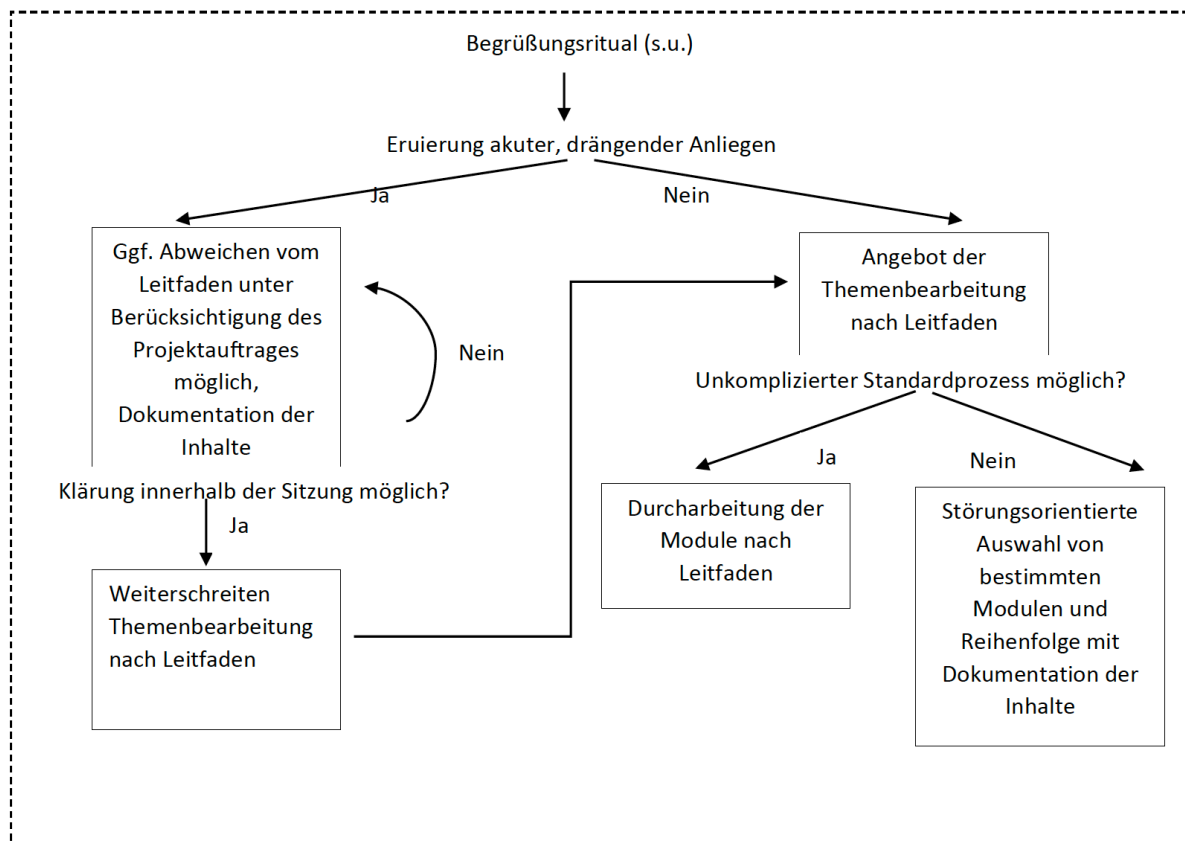 Begrüßungsritual (s.u.)
Eruierung akuter, drängender Anliegen
Ja
Nein
Ggf. Abweichen vom
Leitfaden unter
Berücksichtigung des
Projektauftrages
möglich,
Dokumentation der
Inhalte
Nein
Klärung innerhalb der Sitzung möglich?
Ja
Weiterschreiten
Themenbearbeitung
nach Leitfaden
Angebot der
Themenbearbeitung
nach Leitfaden
Unkomplizierter Standardprozess möglich?
Ja
Nein
Durcharbeitung der
Module nach
Leitfaden
Störungsorientierte
Auswahl von
bestimmten
Modulen und
Reihenfolge mit
Dokumentation der
Inhalte